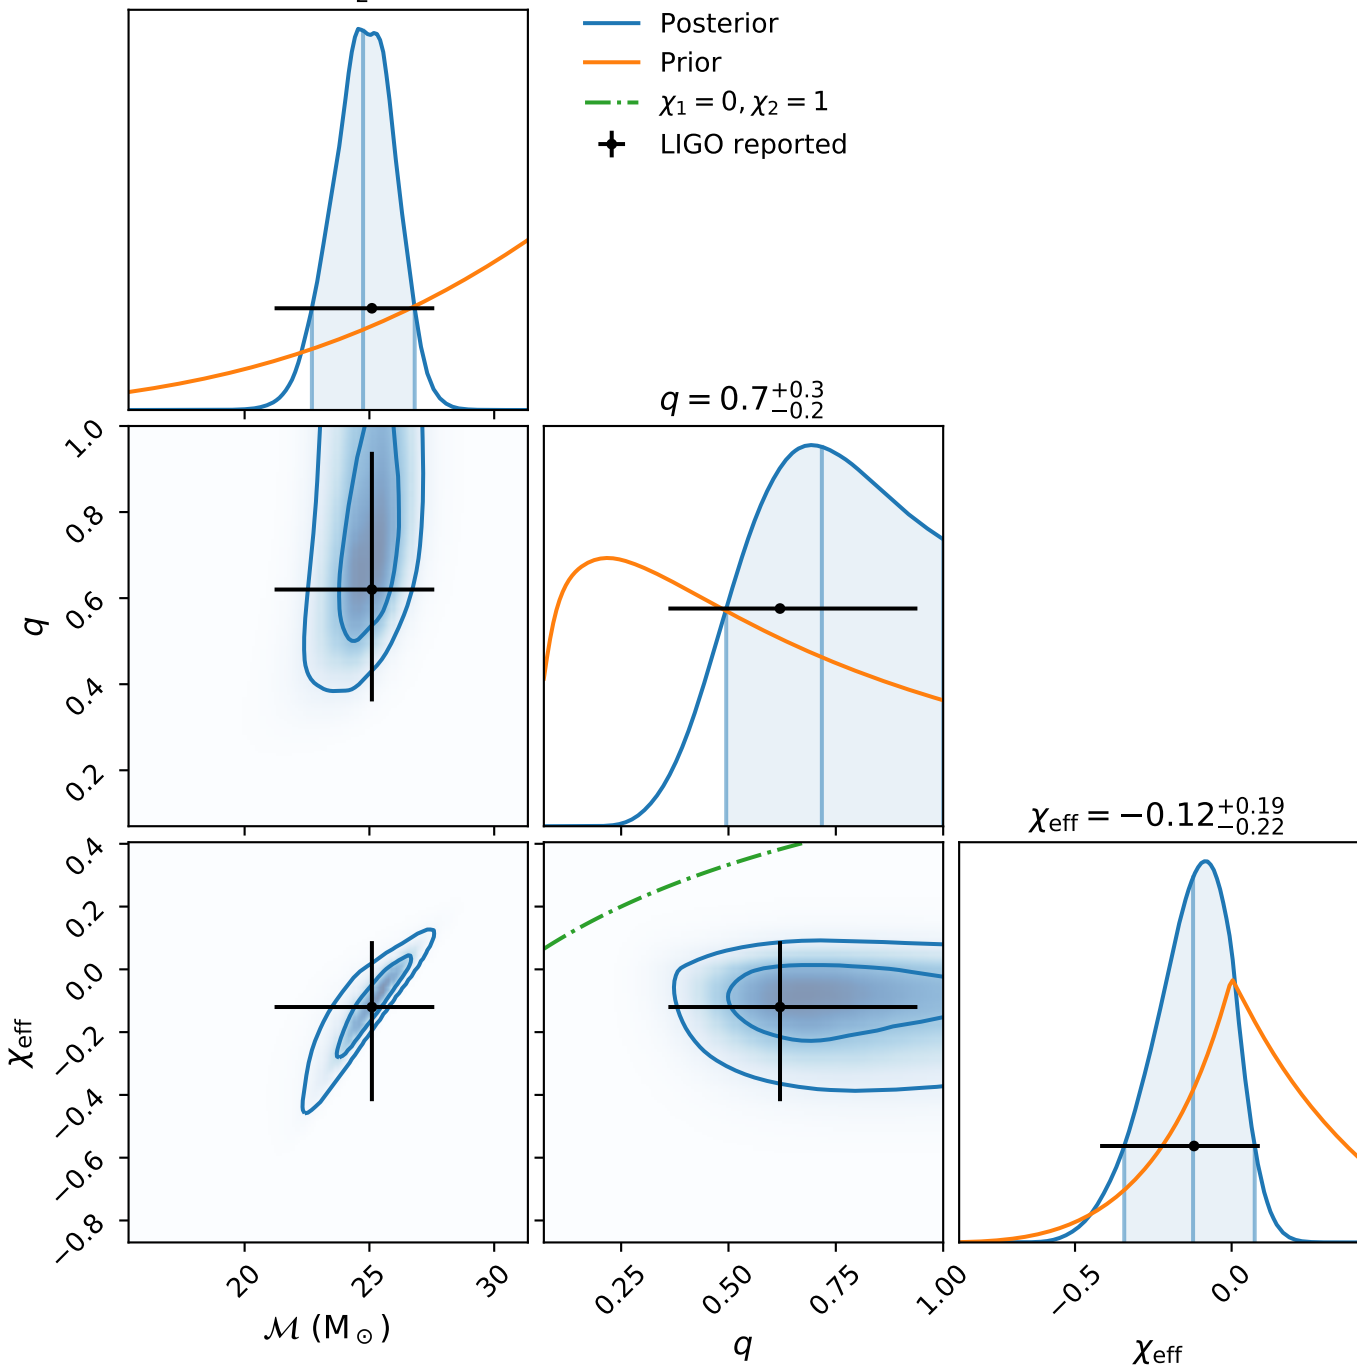 Posterior
Prior
χ₁ = 0, χ₂ = 1
LIGO reported
q = 0.7 +0.3 −0.2
1.0
0.8
0.6
0.4
0.2
q
χeff = −0.12 +0.19 −0.22
0.4
0.2
0.0
−0.2
−0.4
−0.6
−0.8
χeff
20 25 30
0.25 0.50 0.75 1.00
−0.5 0.0
ℳ (M⊙)
q
χeff